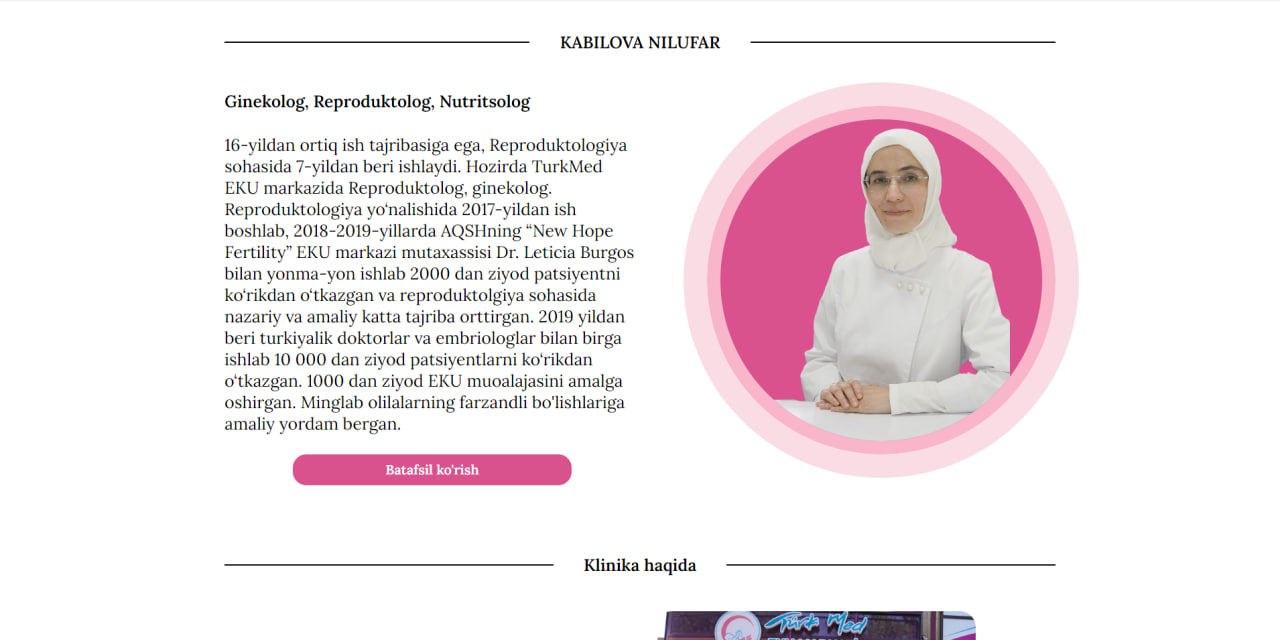 KABILOVA NILUFAR
Ginekolog, Reproduktolog, Nutritsolog
16-yildan ortiq ish tajribasiga ega, Reproduktologiya
sohasida 7-yildan beri ishlaydi. Hozirda TurkMed
EKU markazida Reproduktolog, ginekolog.
Reproduktologiya yo‘nalishida 2017-yildan ish
boshlab, 2018-2019-yillarda AQSHning “New Hope
Fertility” EKU markazi mutaxassisi Dr. Leticia Burgos
bilan yonma-yon ishlab 2000 dan ziyod patsiyentni
ko‘rikdan o‘tkazgan va reproduktolgiya sohasida
nazariy va amaliy katta tajriba orttirgan. 2019 yildan
beri turkiyalik doktorlar va embriologlar bilan birga
ishlab 10 000 dan ziyod patsiyentlarni ko‘rikdan
o‘tkazgan. 1000 dan ziyod EKU muoalajasini amalga
oshirgan. Minglab olilalarning farzandli bo'lishlariga
amaliy yordam bergan.
Batafsil ko'rish
Klinika haqida
Türk Med